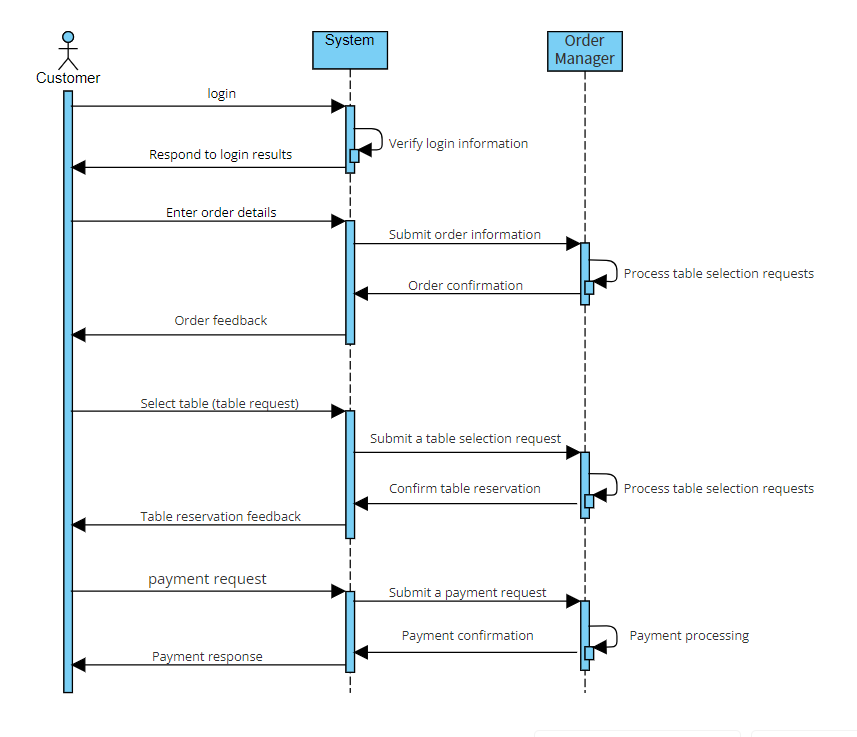 System
Order
Manager
Customer
login
Verify login information
Respond to login results
Enter order details
Submit order information
Process table selection requests
Order confirmation
Order feedback
Select table (table request)
Submit a table selection request
Confirm table reservation
Process table selection requests
Table reservation feedback
payment request
Submit a payment request
Payment confirmation
Payment processing
Payment response